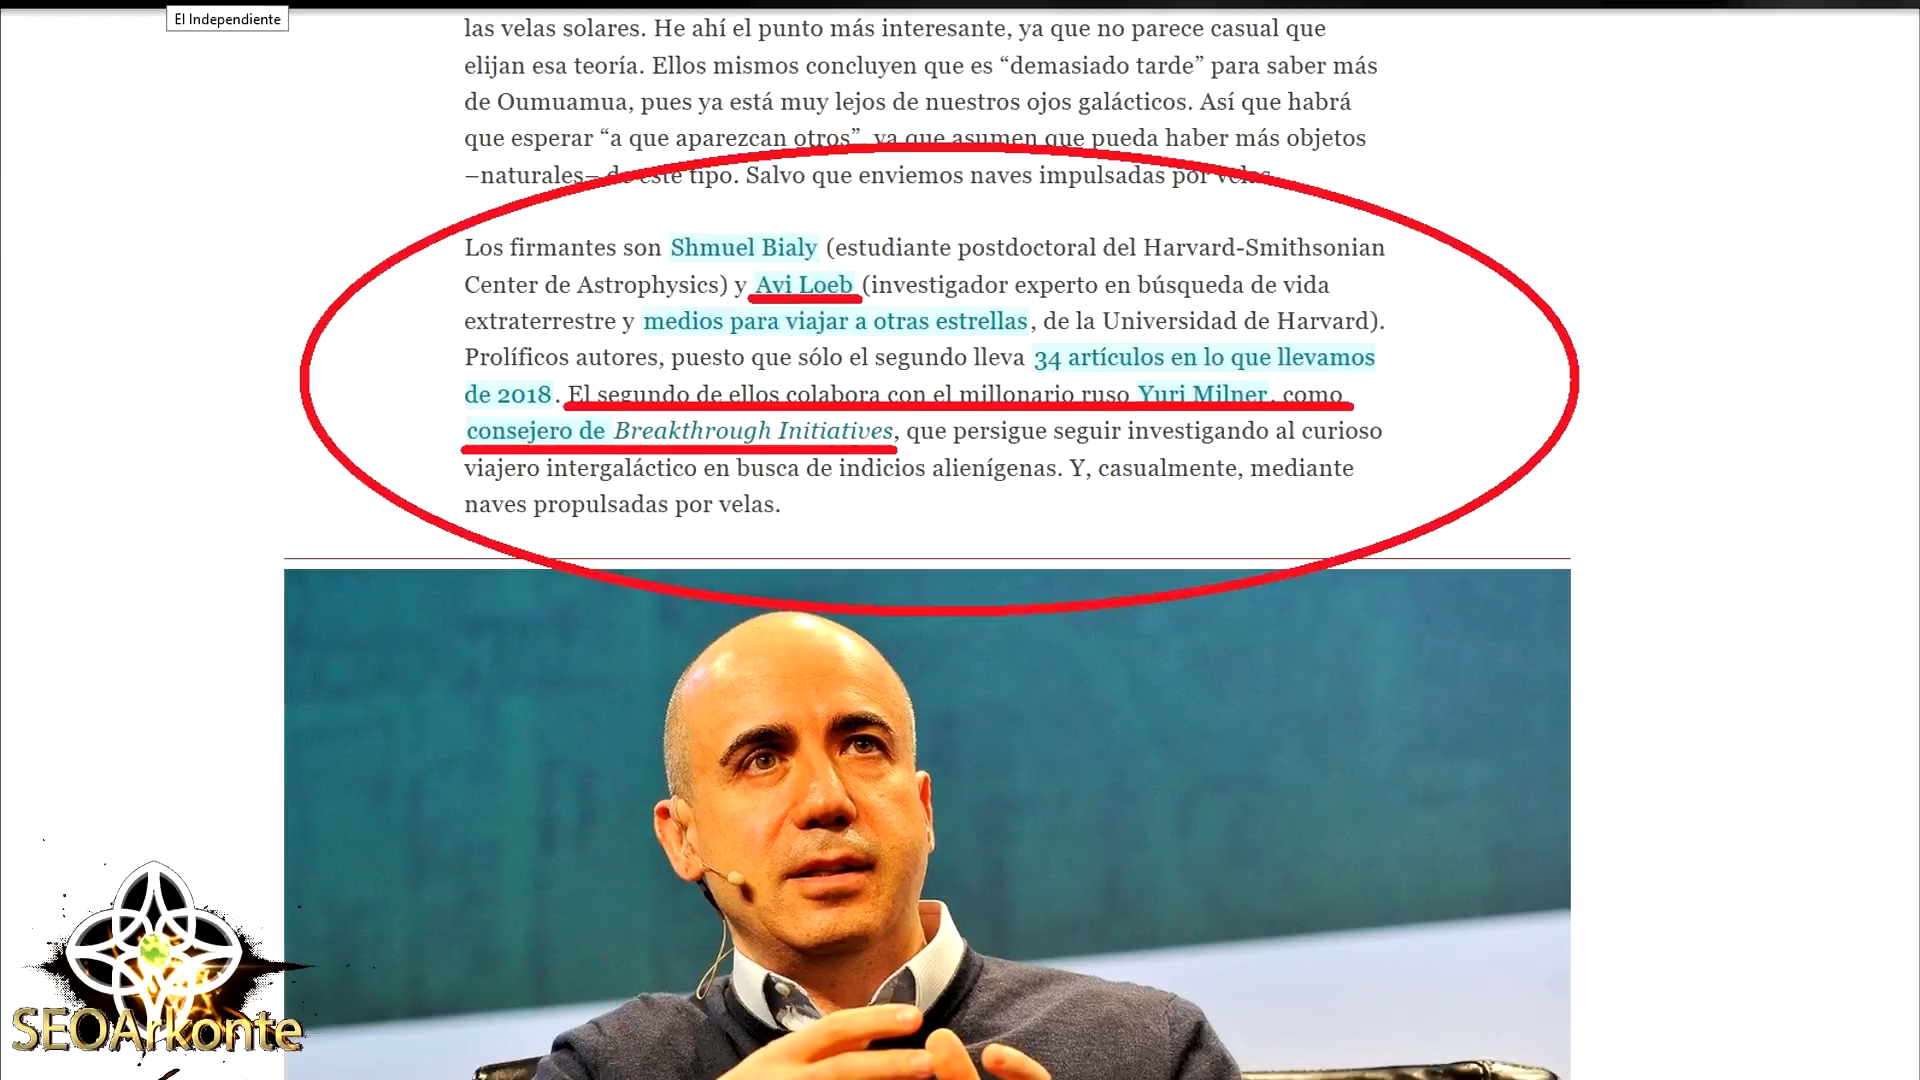 El Independiente
las velas solares. He ahí el punto más interesante, ya que no parece casual que
elijan esa teoría. Ellos mismos concluyen que es “demasiado tarde” para saber más
de Oumuamua, pues ya está muy lejos de nuestros ojos galácticos. Así que habrá
que esperar “a que aparezcan otros”, ya que asumen que pueda haber más objetos
–naturales– de este tipo. Salvo que enviemos naves impulsadas por velas.
Los firmantes son Shmuel Bialy (estudiante postdoctoral del Harvard-Smithsonian
Center de Astrophysics) y Avi Loeb (investigador experto en búsqueda de vida
extraterrestre y medios para viajar a otras estrellas, de la Universidad de Harvard).
Prolíficos autores, puesto que sólo el segundo lleva 34 artículos en lo que llevamos
de 2018. El segundo de ellos colabora con el millonario ruso Yuri Milner, como
consejero de Breakthrough Initiatives, que persigue seguir investigando al curioso
viajero intergaláctico en busca de indicios alienígenas. Y, casualmente, mediante
naves propulsadas por velas.
SEOArkonte